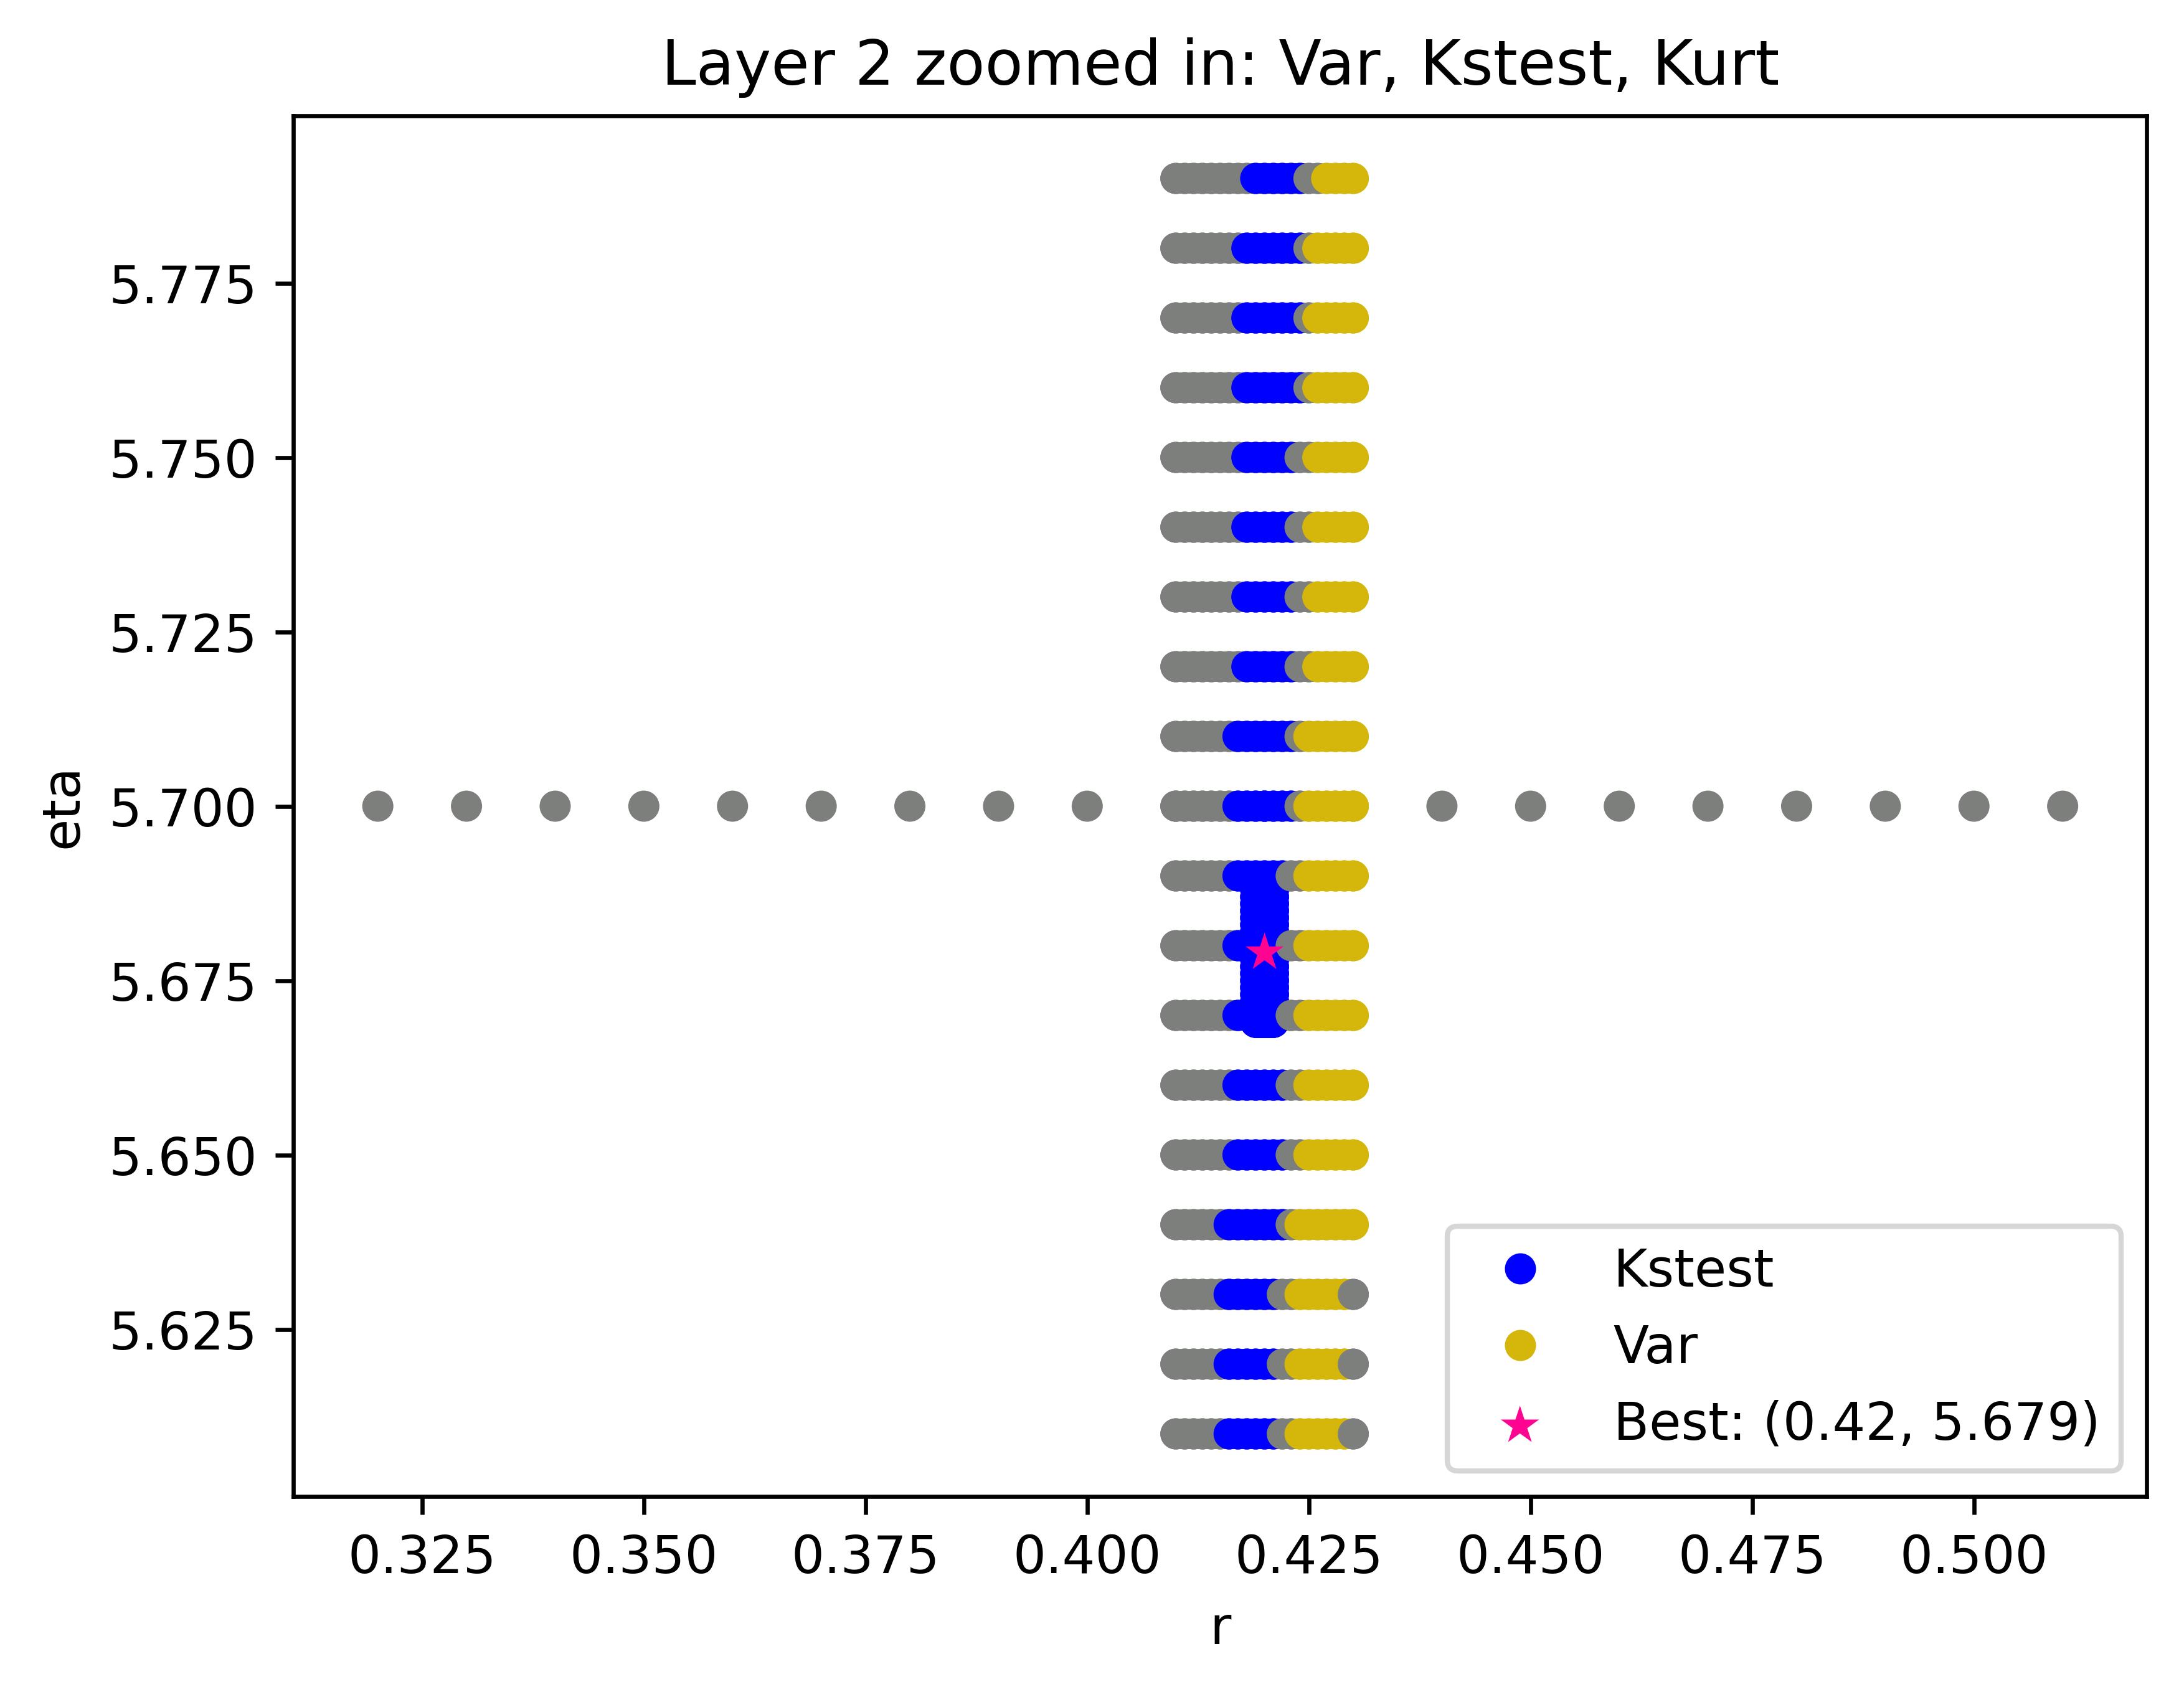 Layer 2 zoomed in: Var, Kstest, Kurt
eta
5.775
5.750
5.725
5.700
5.675
5.650
5.625
Kstest
Var
Best: (0.42, 5.679)
0.325 0.350 0.375 0.400 0.425 0.450 0.475 0.500
r